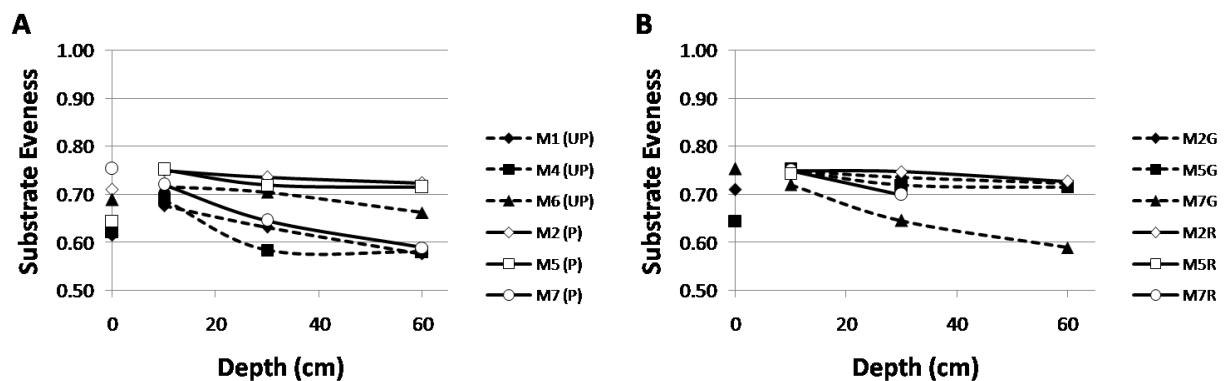 A
Substrate Eveness
1.00
0.90
0.80
0.70
0.60
0.50
0
20
40
60
Depth (cm)
M1 (UP)
M4 (UP)
M6 (UP)
M2 (P)
M5 (P)
M7 (P)
B
Substrate Eveness
1.00
0.90
0.80
0.70
0.60
0.50
0
20
40
60
Depth (cm)
M2G
M5G
M7G
M2R
M5R
M7R